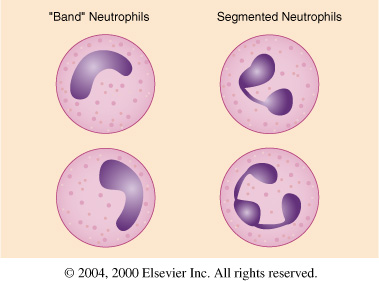 "Band" Neutrophils
Segmented Neutrophils
© 2004, 2000 Elsevier Inc. All rights reserved.